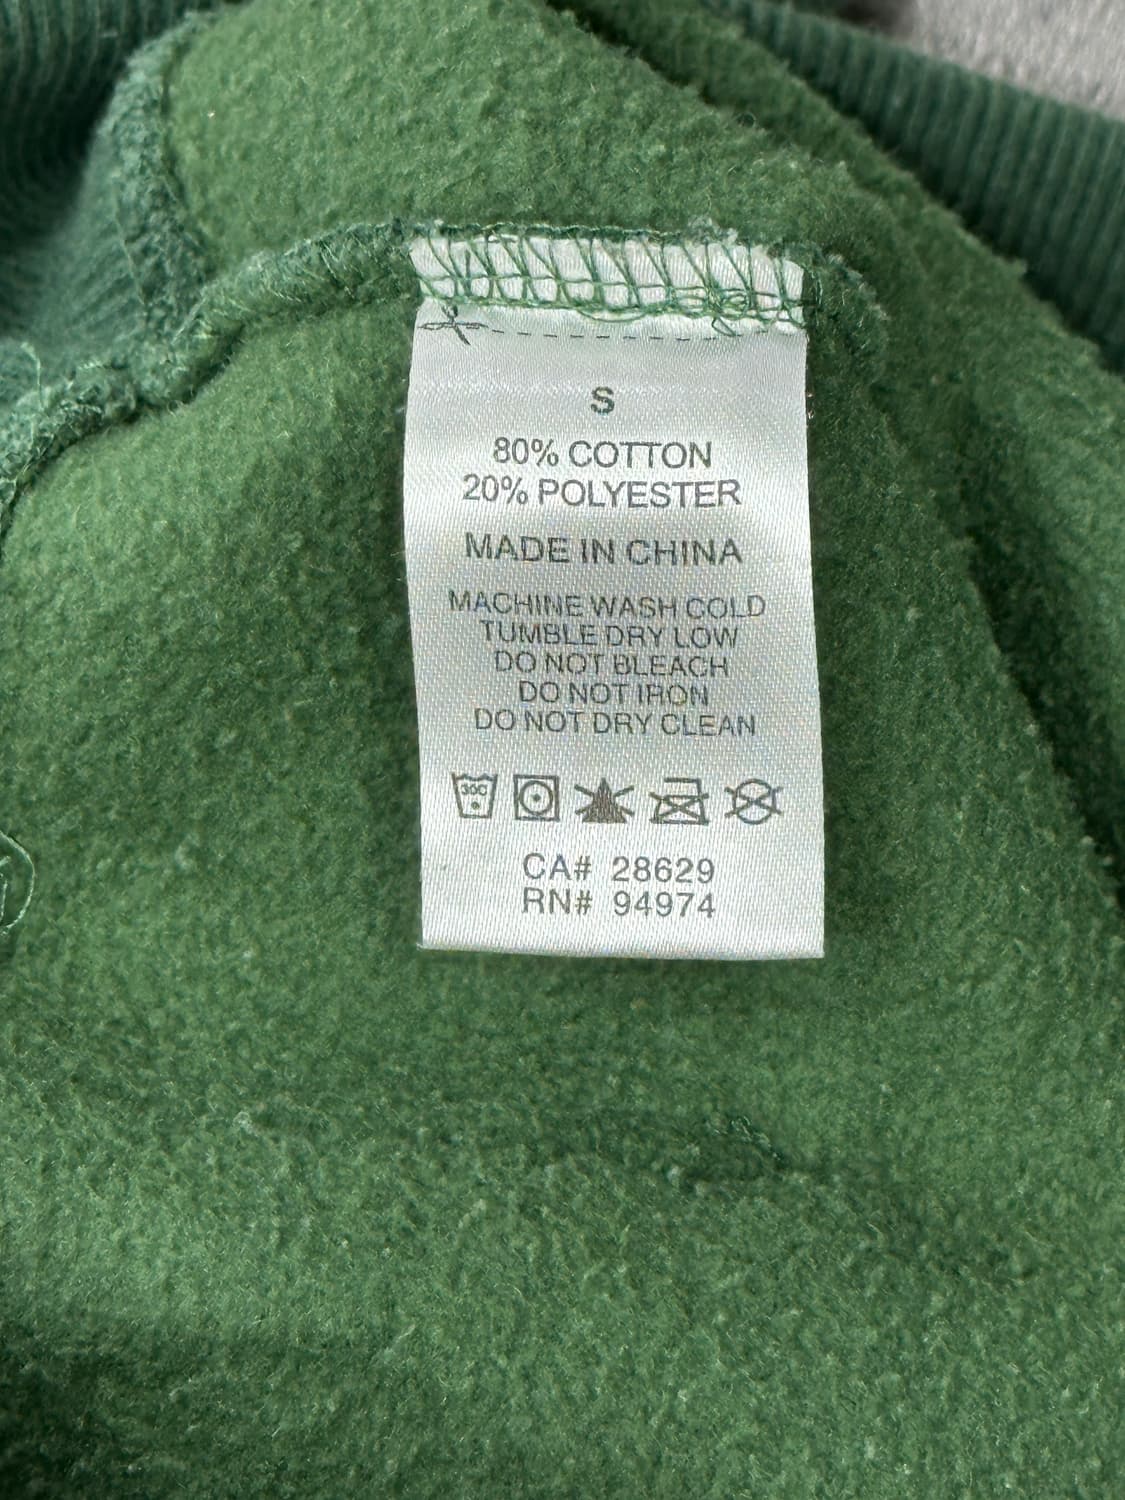 S
80% COTTON
20% POLYESTER
MADE IN CHINA
MACHINE WASH COLD
TUMBLE DRY LOW
DO NOT BLEACH
DO NOT IRON
DO NOT DRY CLEAN
30C
CA# 28629
RN# 94974